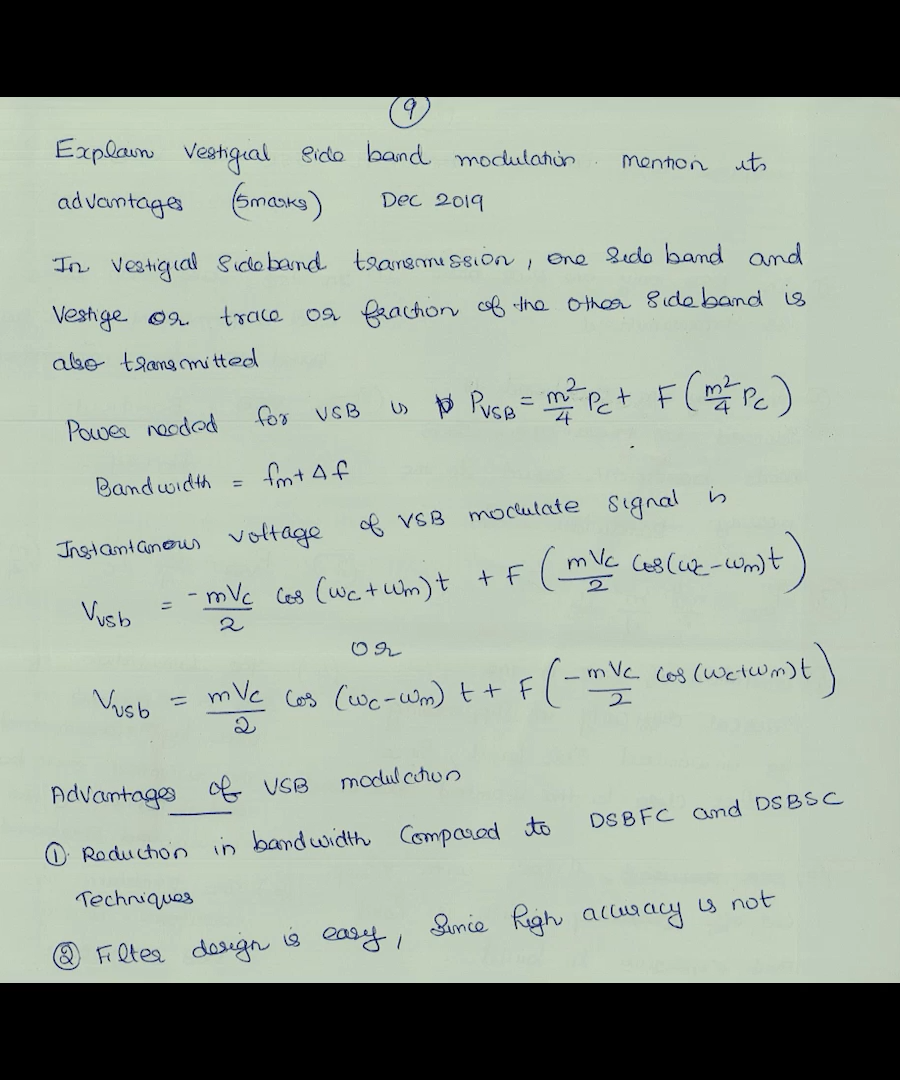 9
Explain Vestigial side band modulation. mention its
advantages (5marks) Dec 2019
In Vestigial Sideband transmission, one side band and
Vestige or trace or fraction of the other sideband is
also transmitted
Power needed for VSB is P_VSB = m²/4 Pc + F(m²/4 Pc)
Bandwidth = fm + Δf
Instantanous voltage of VSB modulate signal is
Vvsb = -mVc/2 cos(ωc+ωm)t + F(mVc/2 cos(ωc-ωm)t)
or
Vvsb = mVc/2 cos(ωc-ωm)t + F(-mVc/2 cos(ωc+ωm)t)
Advantages of VSB modulation
① Reduction in bandwidth Compared to DSBFC and DSBSC
Techniques
② Filter design is easy, Since high accuracy is not